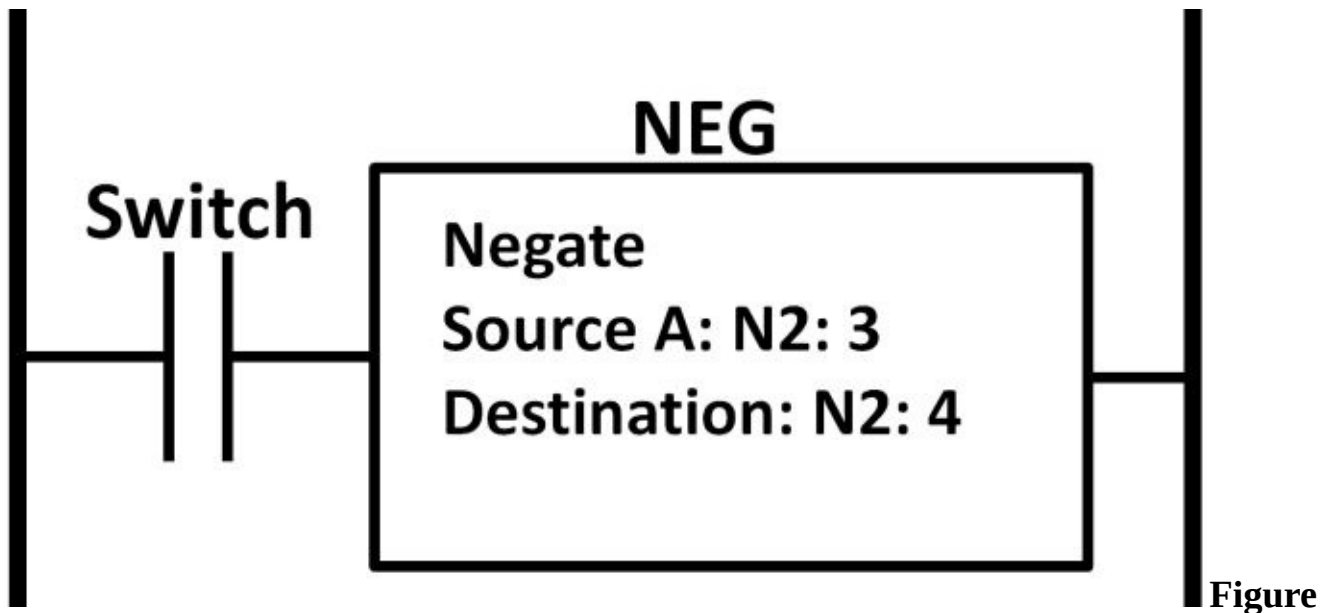 NEG
Switch
Negate
Source A: N2: 3
Destination: N2: 4
Figure